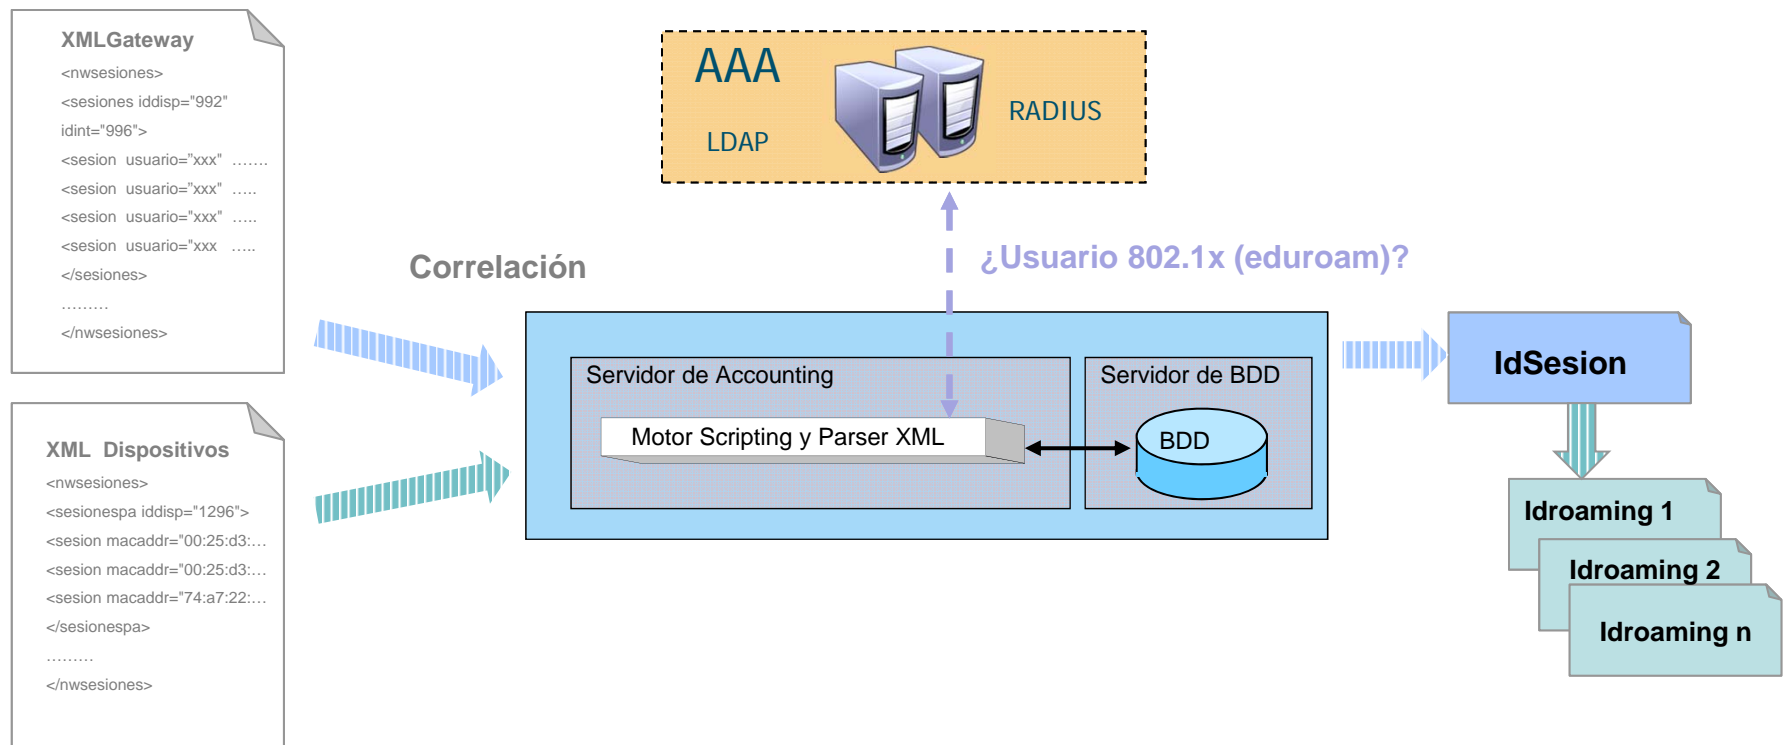 XMLGateway
<nwsesiones>
<sesiones iddisp="992"
idint="996">
<sesion usuario="xxx" …….
<sesion usuario="xxx" …..
<sesion usuario="xxx" …..
<sesion usuario="xxx …..
</sesiones>
………
</nwsesiones>
XML Dispositivos
<nwsesiones>
<sesionespa iddisp="1296">
<sesion macaddr="00:25:d3:…
<sesion macaddr="00:25:d3:…
<sesion macaddr="74:a7:22:…
</sesionespa>
………
</nwsesiones>
AAA
LDAP
RADIUS
Correlación
¿Usuario 802.1x (eduroam)?
Servidor de Accounting
Motor Scripting y Parser XML
Servidor de BDD
BDD
IdSesion
Idroaming 1
Idroaming 2
Idroaming n